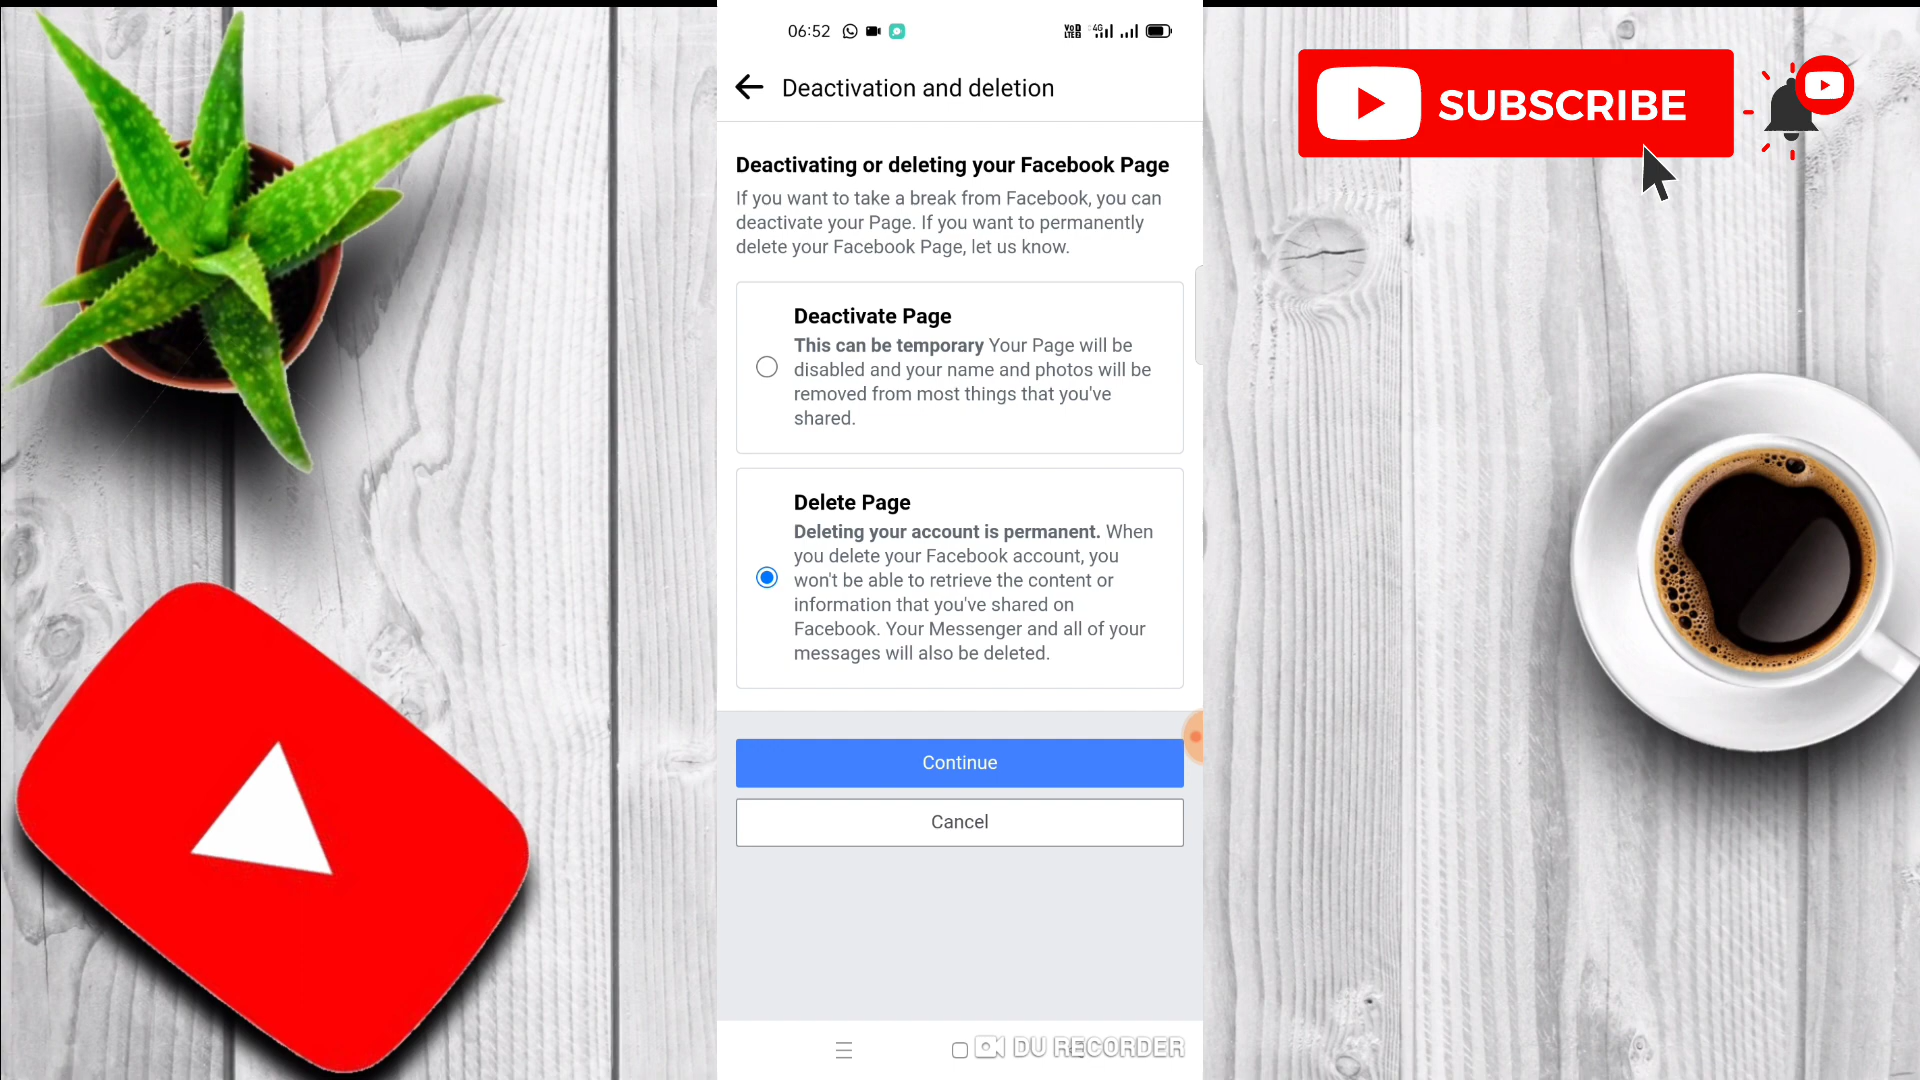 06:52
VoD LTE2 4G
Deactivation and deletion
SUBSCRIBE
Deactivating or deleting your Facebook Page
If you want to take a break from Facebook, you can
deactivate your Page. If you want to permanently
delete your Facebook Page, let us know.
Deactivate Page
This can be temporary Your Page will be
disabled and your name and photos will be
removed from most things that you've
shared.
Delete Page
Deleting your account is permanent. When
you delete your Facebook account, you
won't be able to retrieve the content or
information that you've shared on
Facebook. Your Messenger and all of your
messages will also be deleted.
Continue
Cancel
DU RECORDER